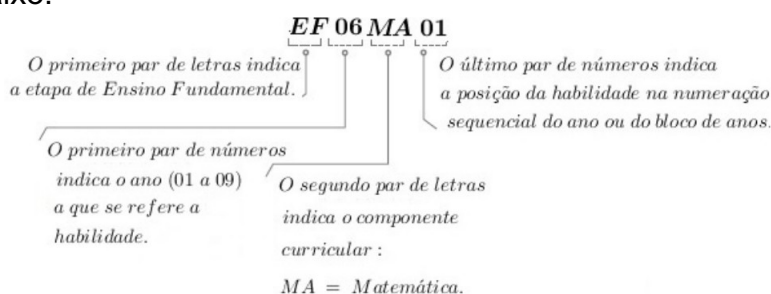 EF 06 MA 01
O primeiro par de letras indica
a etapa de Ensino Fundamental.
O último par de números indica
a posição da habilidade na numeração
sequencial do ano ou do bloco de anos.
O primeiro par de números
indica o ano (01 a 09)
a que se refere a
habilidade.
O segundo par de letras
indica o componente
curricular :
MA = Matemática.